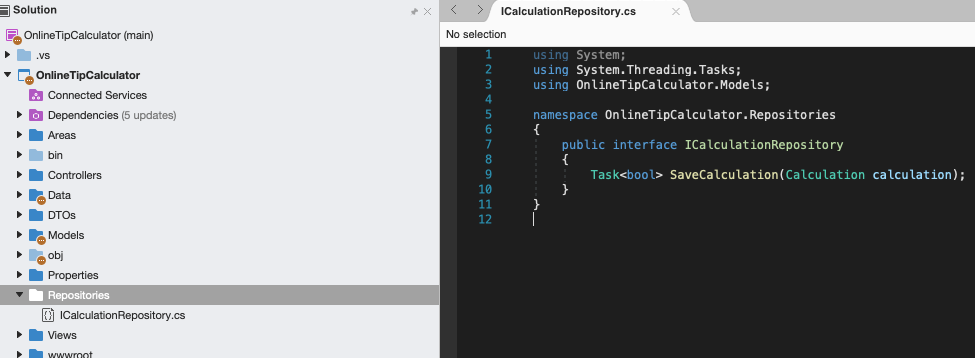 Solution
OnlineTipCalculator (main)
.vs
OnlineTipCalculator
Connected Services
Dependencies (5 updates)
Areas
bin
Controllers
Data
DTOs
Models
obj
Properties
Repositories
ICalculationRepository.cs
Views
wwwroot
ICalculationRepository.cs
No selection
1 using System;
2 using System.Threading.Tasks;
3 using OnlineTipCalculator.Models;
4
5 namespace OnlineTipCalculator.Repositories
6 {
7 public interface ICalculationRepository
8 {
9 Task<bool> SaveCalculation(Calculation calculation);
10 }
11 }
12